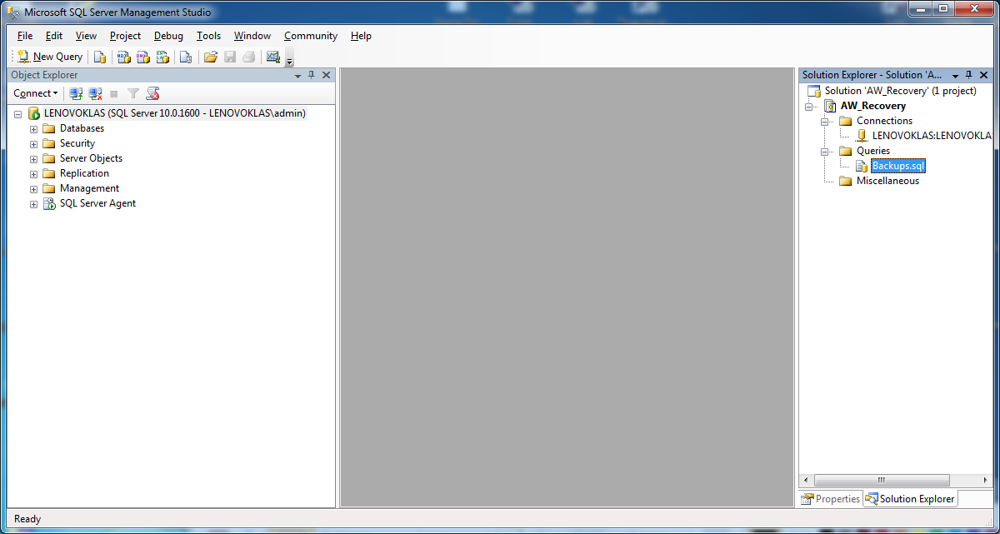 Microsoft SQL Server Management Studio
File Edit View Project Debug Tools Window Community Help
New Query
Object Explorer
Connect
LENOVOKLAS (SQL Server 10.0.1600 - LENOVOKLAS\admin)
Databases
Security
Server Objects
Replication
Management
SQL Server Agent
Solution Explorer - Solution 'A...
Solution 'AW_Recovery' (1 project)
AW_Recovery
Connections
LENOVOKLAS:LENOVOKLA
Queries
Backups.sql
Miscellaneous
Properties Solution Explorer
Ready